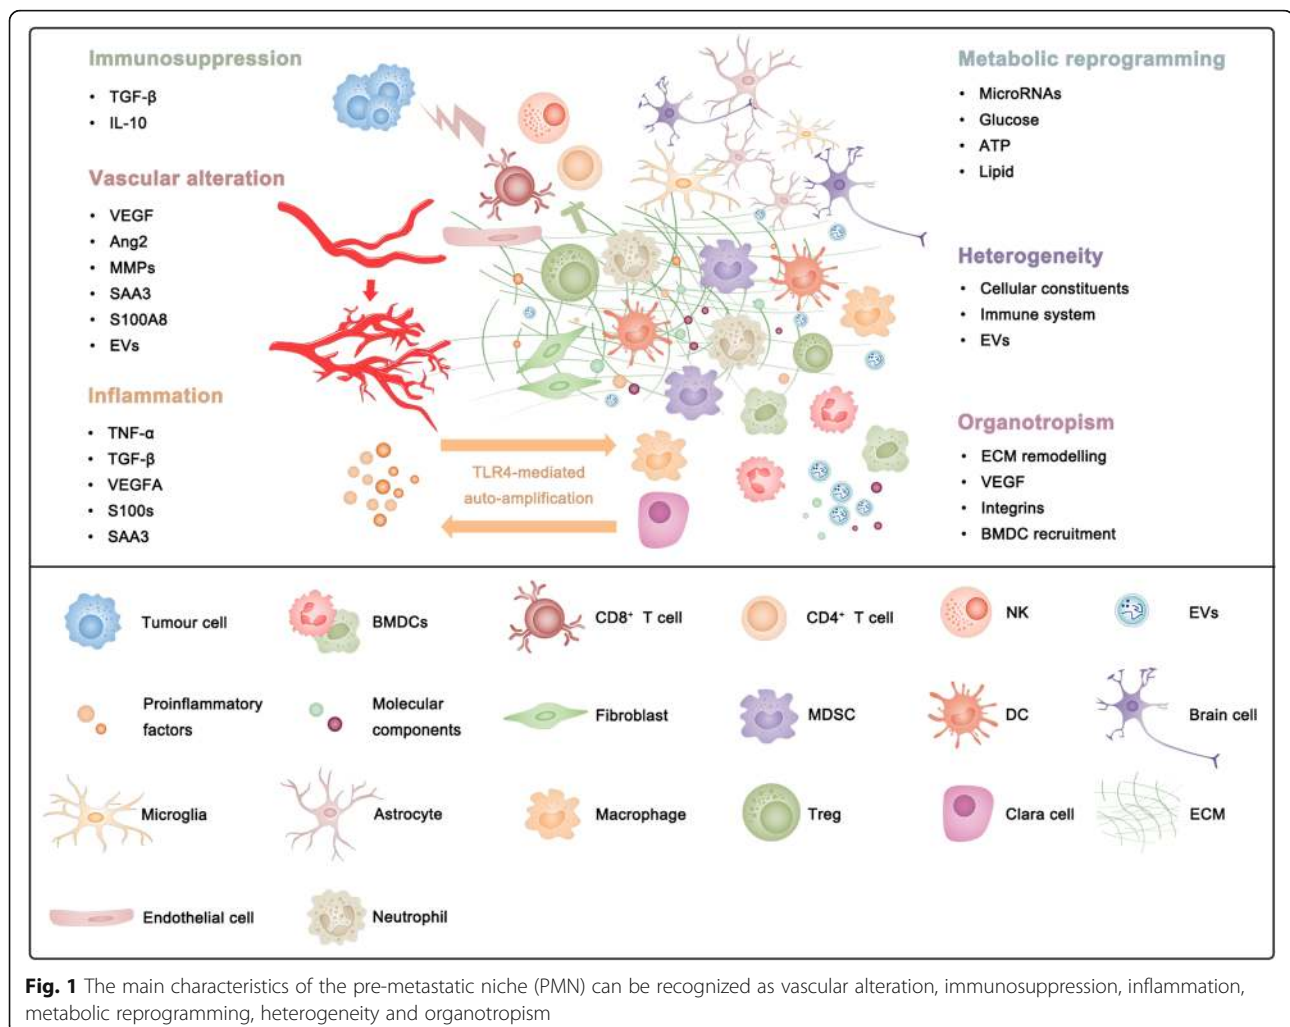 Immunosuppression
• TGF-β
• IL-10
Vascular alteration
• VEGF
• Ang2
• MMPs
• SAA3
• S100A8
• EVs
Inflammation
• TNF-α
• TGF-β
• VEGFA
• S100s
• SAA3
TLR4-mediated
auto-amplification
Metabolic reprogramming
• MicroRNAs
• Glucose
• ATP
• Lipid
Heterogeneity
• Cellular constituents
• Immune system
• EVs
Organotropism
• ECM remodelling
• VEGF
• Integrins
• BMDC recruitment
Tumour cell
BMDCs
CD8⁺ T cell
CD4⁺ T cell
NK
EVs
Proinflammatory
factors
Molecular
components
Fibroblast
MDSC
DC
Brain cell
Microglia
Astrocyte
Macrophage
Treg
Clara cell
ECM
Endothelial cell
Neutrophil
Fig. 1 The main characteristics of the pre-metastatic niche (PMN) can be recognized as vascular alteration, immunosuppression, inflammation,
metabolic reprogramming, heterogeneity and organotropism